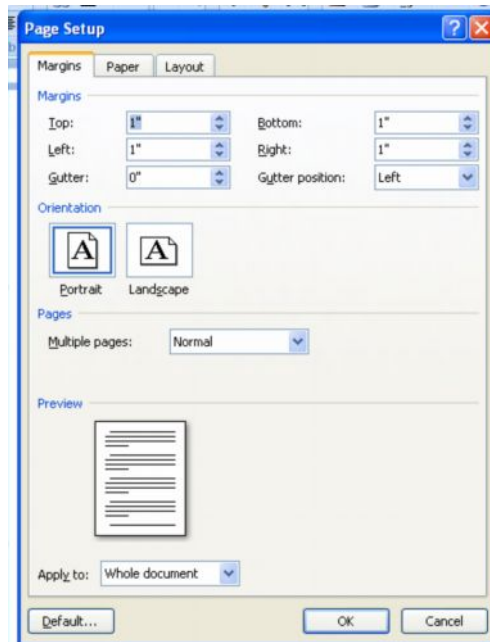 Page Setup
Margins Paper Layout
Margins
Top: 1" Bottom: 1"
Left: 1" Right: 1"
Gutter: 0" Gutter position: Left
Orientation
A A
Portrait Landscape
Pages
Multiple pages: Normal
Preview
Apply to: Whole document
Default... OK Cancel